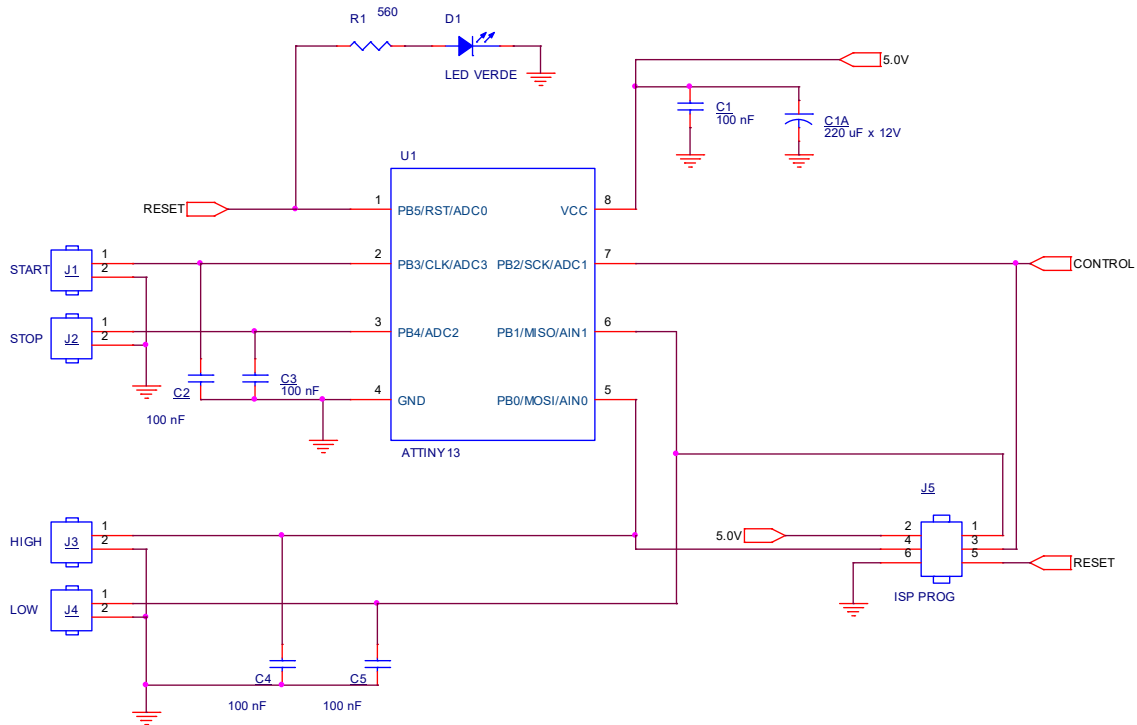 R1 560 D1
LED VERDE
5.0V
C1
100 nF
C1A
220 uF x 12V
U1
RESET 1 PB5/RST/ADC0 VCC 8
START J1 1 2
2 PB3/CLK/ADC3 PB2/SCK/ADC1 7 CONTROL
STOP J2 1 2
3 PB4/ADC2 PB1/MISO/AIN1 6
C2
100 nF
C3
100 nF
4 GND PB0/MOSI/AIN0 5
ATTINY13
J5
HIGH J3 1 2
5.0V 2 1
4 3
6 5 RESET
ISP PROG
LOW J4 1 2
C4
100 nF
C5
100 nF